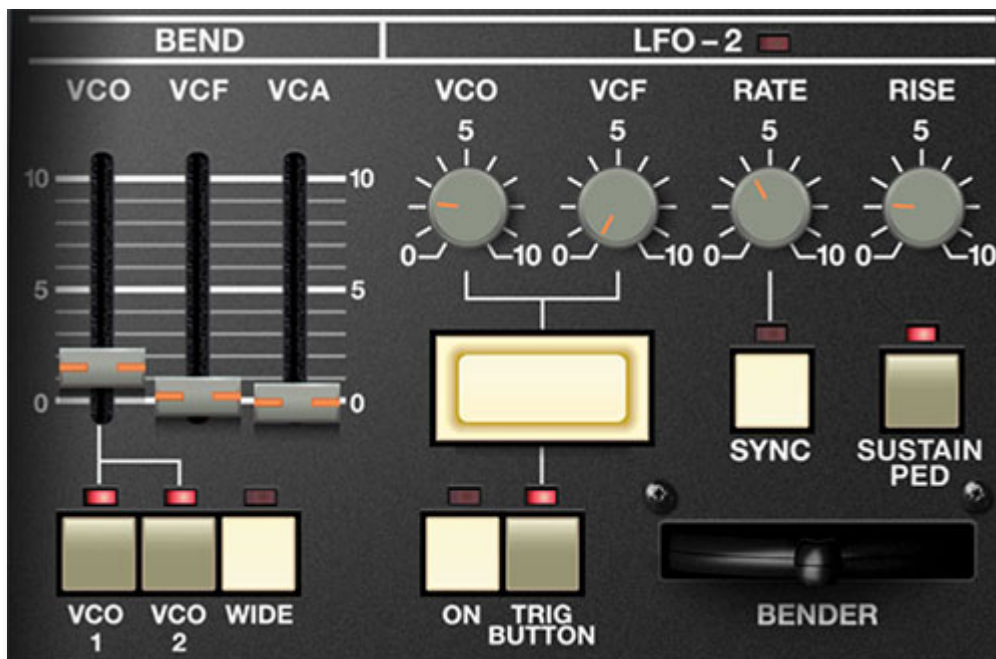 BEND
LFO – 2
VCO VCF VCA VCO VCF RATE RISE
5 5 5 5
10 10
0 10 0 10 0 10 0 10
5 5
0 0
SYNC
SUSTAIN
PED
VCO
1
VCO
2
WIDE
ON
TRIG
BUTTON
BENDER